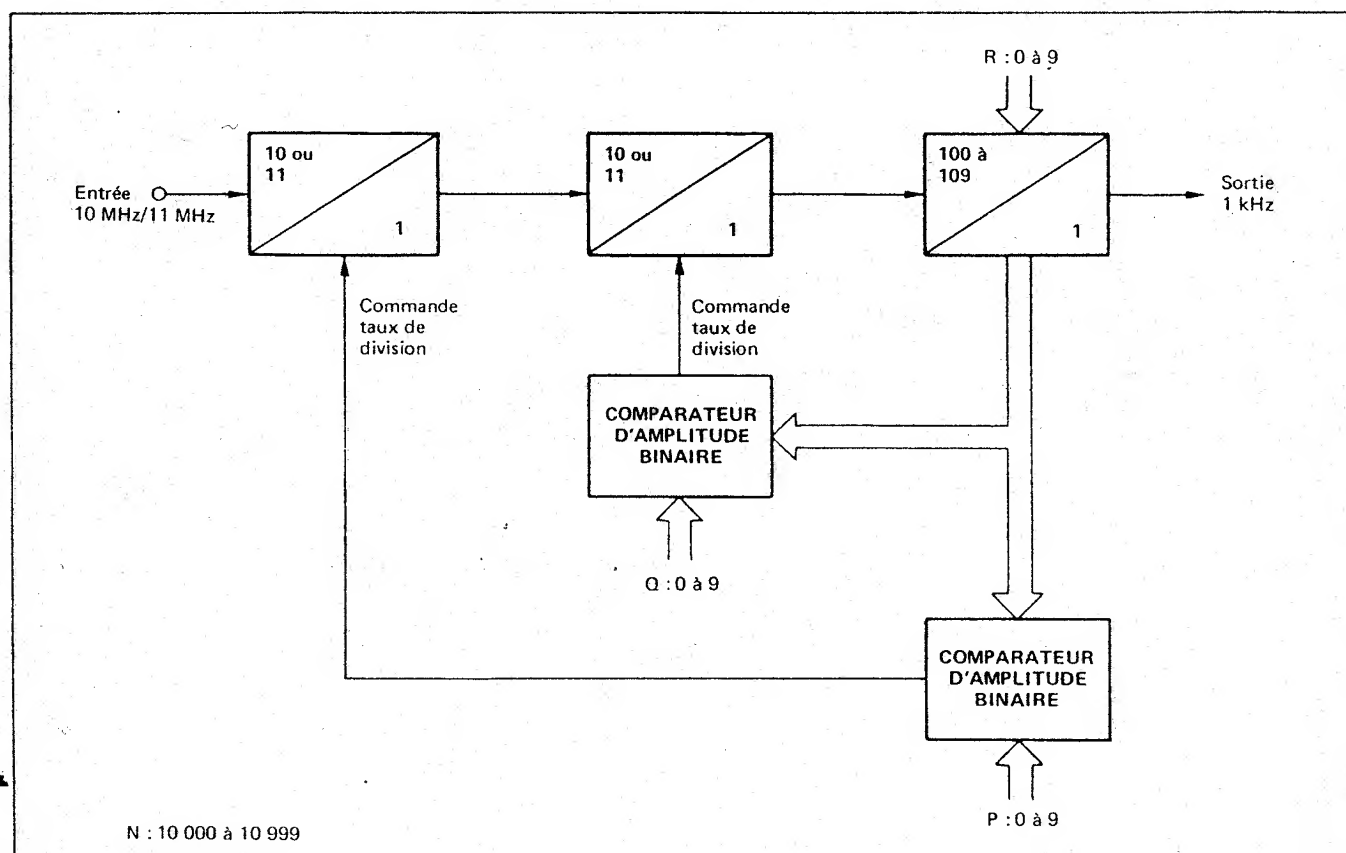 R : 0 à 9
10 ou
11
1
10 ou
11
1
100 à
109
1
Entrée
10 MHz/11 MHz
Sortie
1 kHz
Commande
taux de
division
Commande
taux de
division
COMPARATEUR
D'AMPLITUDE
BINAIRE
Q : 0 à 9
COMPARATEUR
D'AMPLITUDE
BINAIRE
P : 0 à 9
N : 10 000 à 10 999